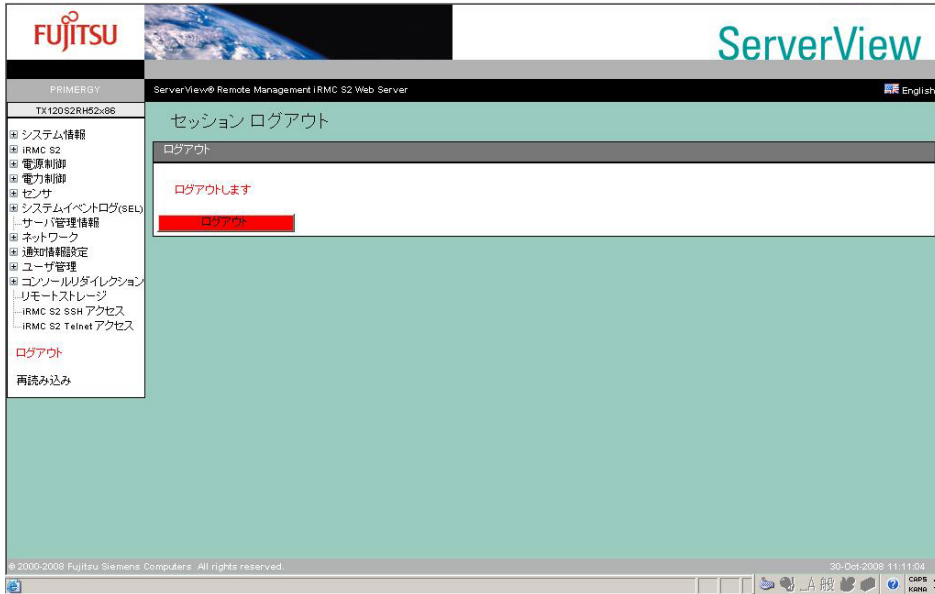 FUJITSU
ServerView
PRIMERGY
ServerView® Remote Management iRMC S2 Web Server
English
TX120S2RH52x86
システム情報
iRMC S2
電源制御
電力制御
センサ
システムイベントログ(SEL)
サーバ管理情報
ネットワーク
通知情報設定
ユーザ管理
コンソールリダイレクション
リモートストレージ
iRMC S2 SSH アクセス
iRMC S2 Telnet アクセス
ログアウト
再読み込み
セッション ログアウト
ログアウト
ログアウトします
ログアウト
© 2000-2008 Fujitsu Siemens Computers All rights reserved.
30-Oct-2008 11:11:04
A 般
CAPS
KANA